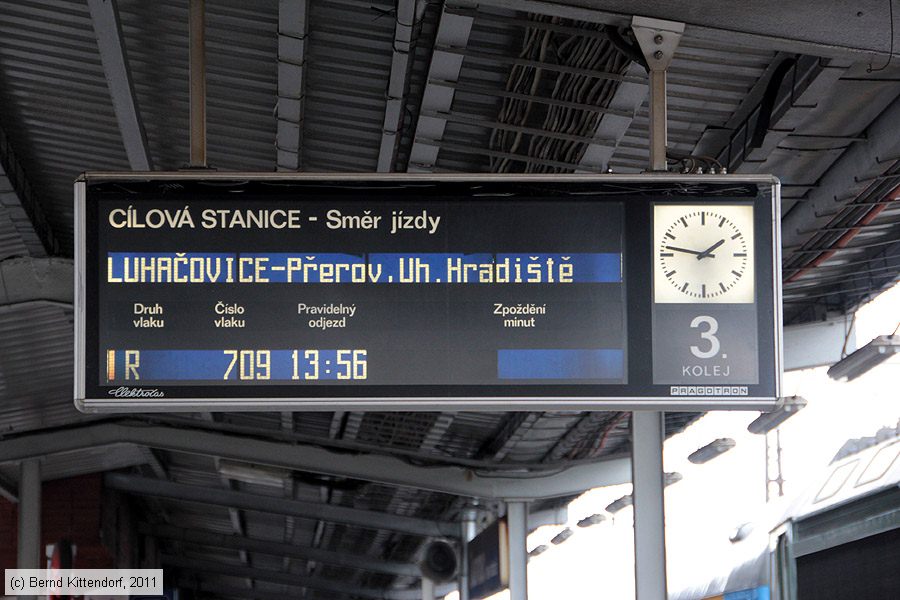 CÍLOVÁ STANICE - Směr jízdy
LUHAČOVICE-Přerov,Uh.Hradiště
Druh vlaku
Číslo vlaku
Pravidelný odjezd
Zpoždění minut
R 709 13:56
3.
KOLEJ
elektročas
PRAGOTRON
(c) Bernd Kittendorf, 2011